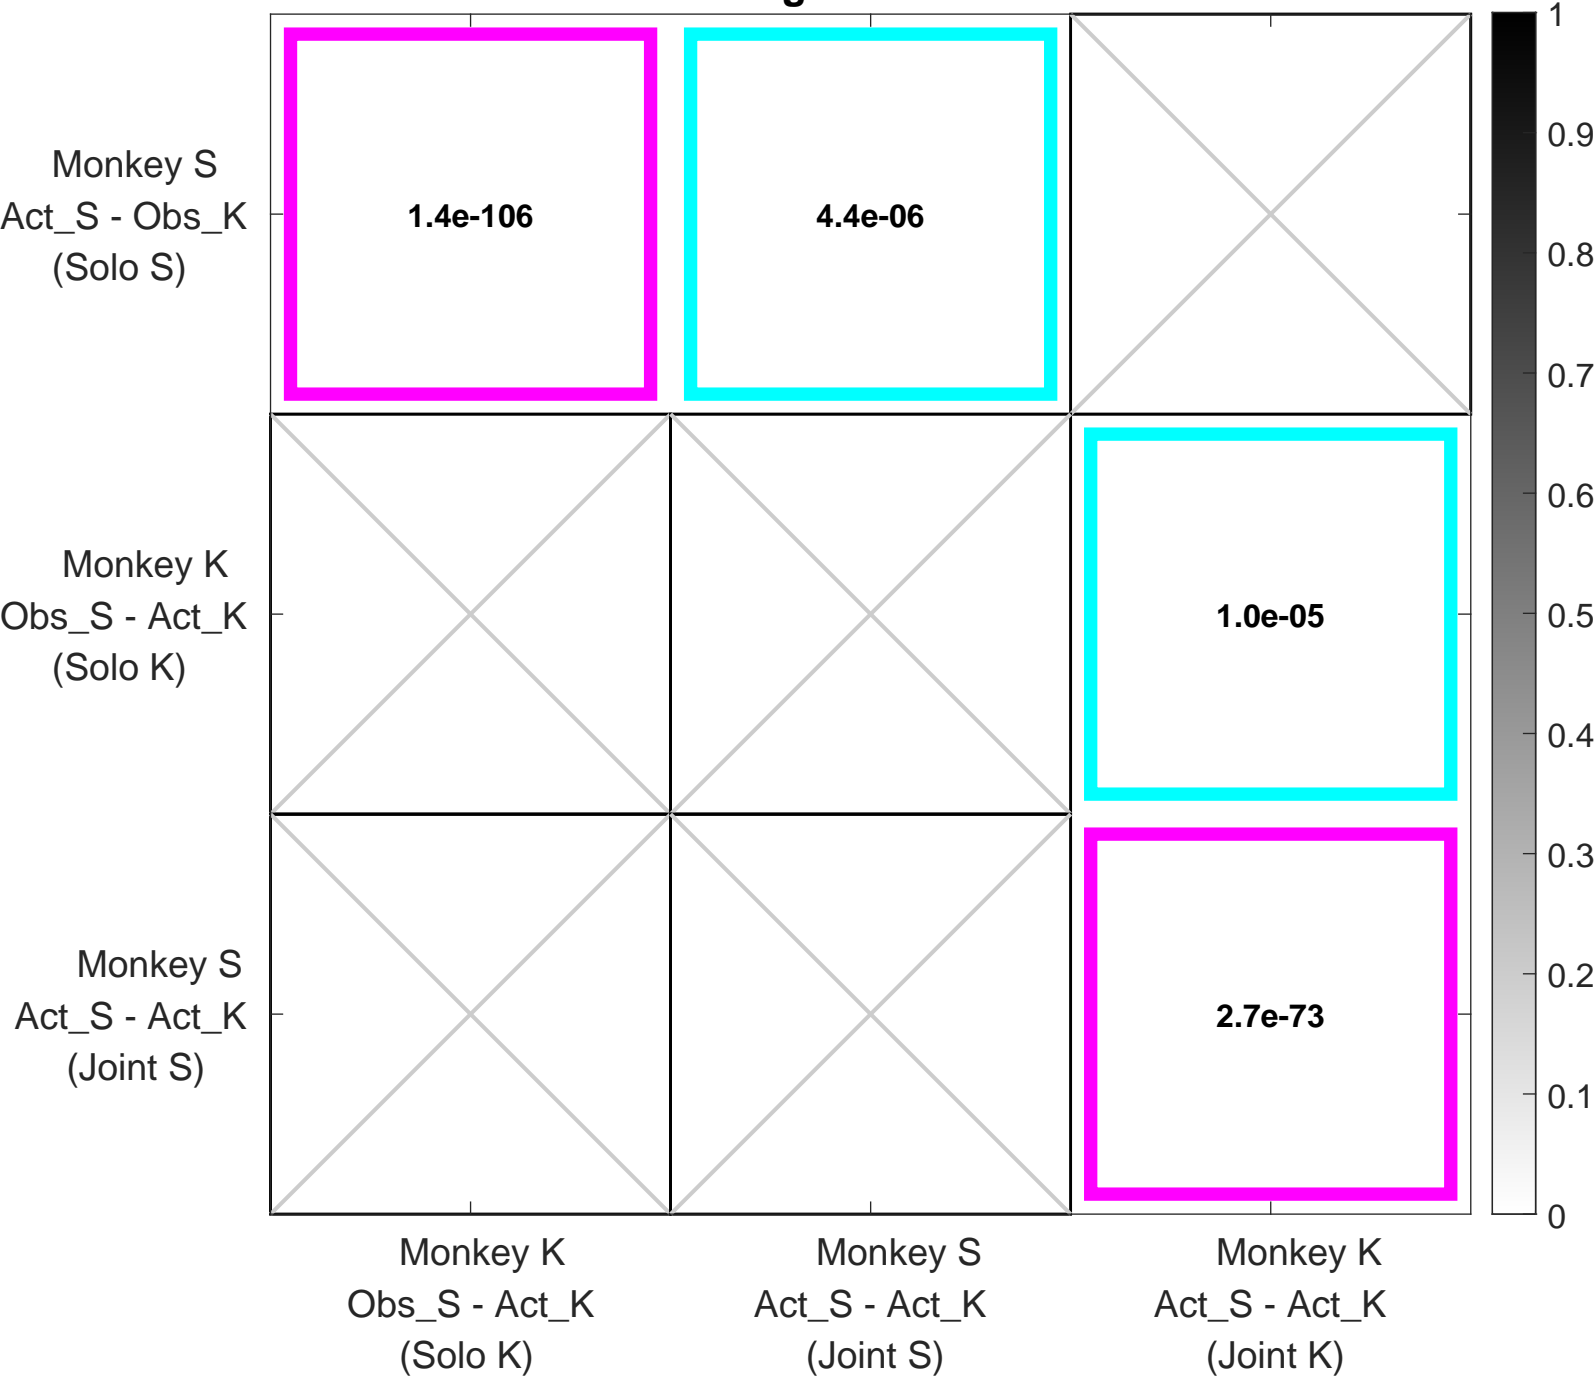 1
Monkey S
Act_S - Obs_K
(Solo S)
1.4e-106
4.4e-06
0.9
0.8
0.7
0.6
Monkey K
Obs_S - Act_K
(Solo K)
1.0e-05
0.5
0.4
0.3
Monkey S
Act_S - Act_K
(Joint S)
2.7e-73
0.2
0.1
0
Monkey K
Obs_S - Act_K
(Solo K)
Monkey S
Act_S - Act_K
(Joint S)
Monkey K
Act_S - Act_K
(Joint K)